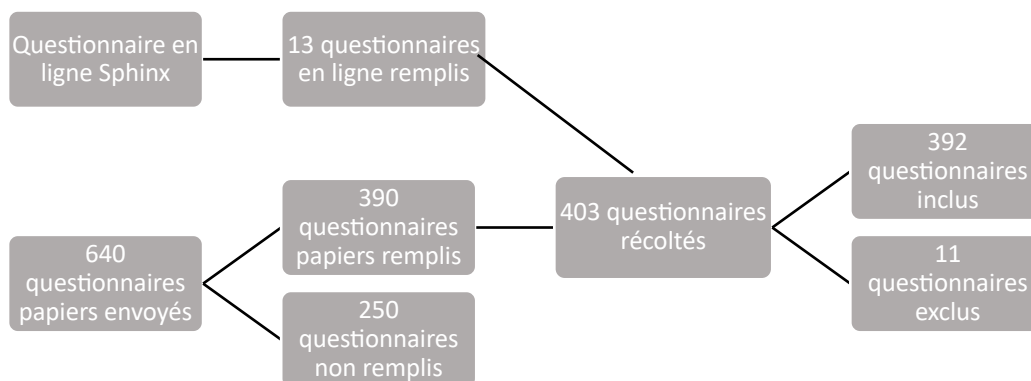 Questionnaire en
ligne Sphinx
13 questionnaires
en ligne remplis
640
questionnaires
papiers envoyés
390
questionnaires
papiers remplis
250
questionnaires
non remplis
403 questionnaires
récoltés
392
questionnaires
inclus
11
questionnaires
exclus